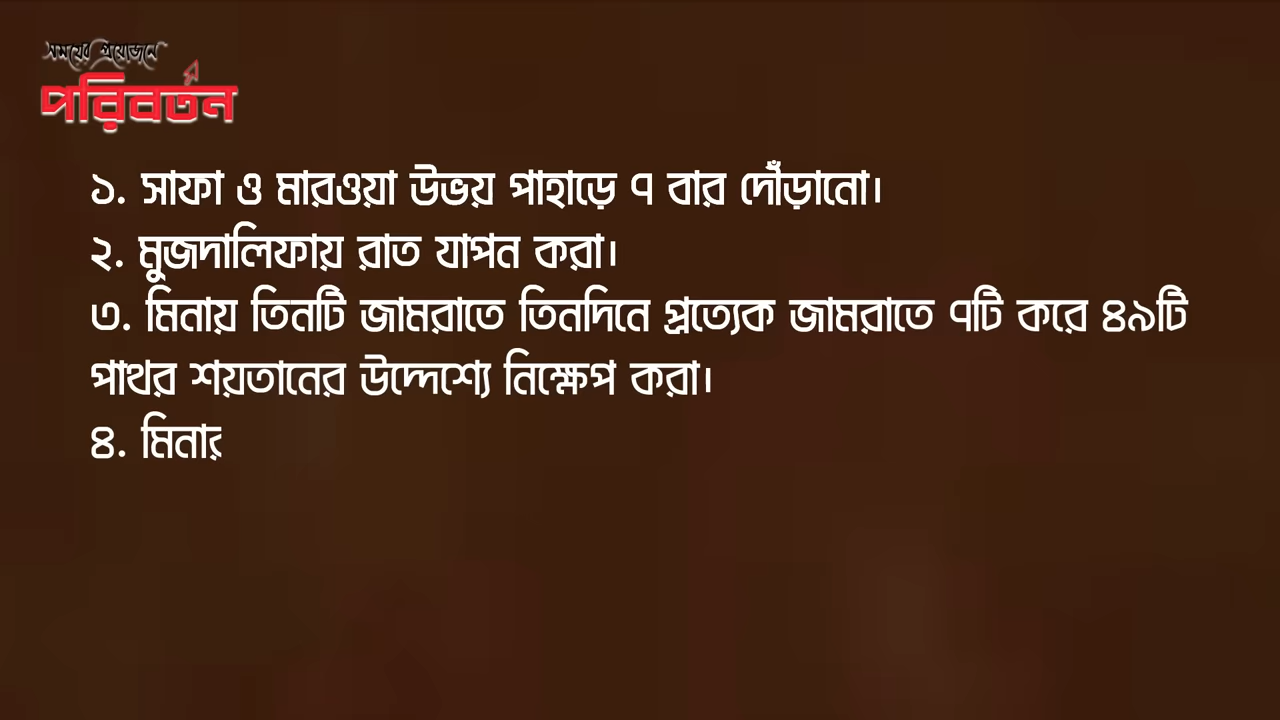 সময়ের প্রয়োজনে
পরিবর্তন
১. সাফা ও মারওয়া উভয় পাহাড়ে ৭ বার দৌঁড়ানো।
২. মুজদালিফায় রাত যাপন করা।
৩. মিনায় তিনটি জামরাতে তিনদিনে প্রত্যেক জামরাতে ৭টি করে ৪৯টি
পাথর শয়তানের উদ্দেশ্যে নিক্ষেপ করা।
৪. মিনার